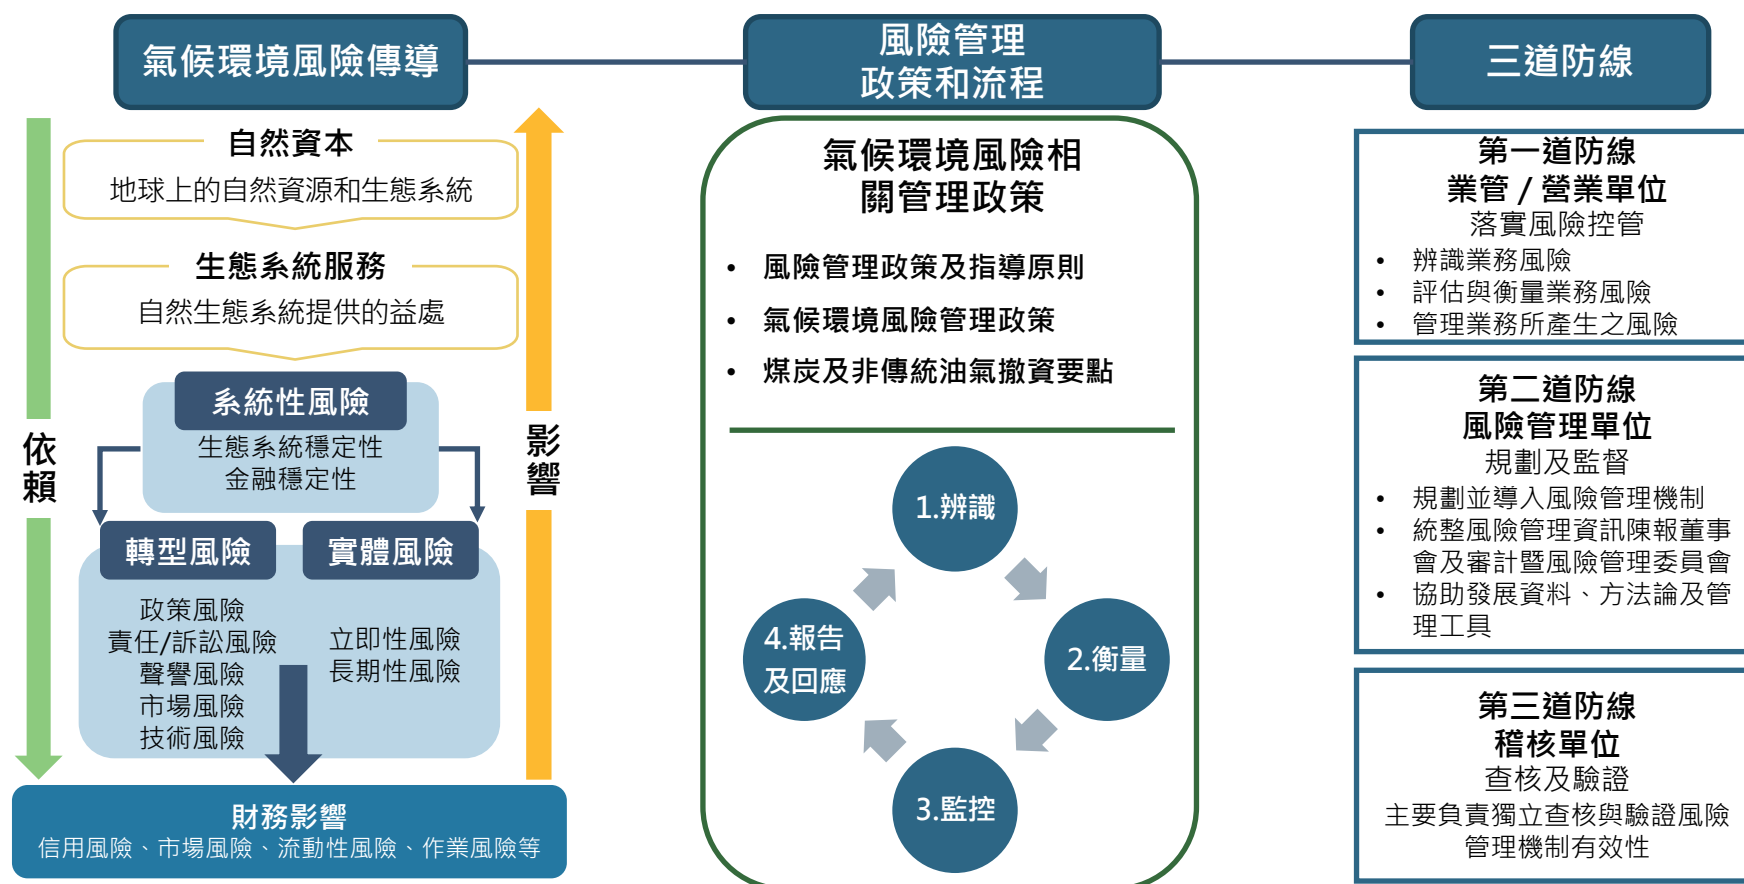 氣候環境風險傳導
自然資本
地球上的自然資源和生態系統
生態系統服務
自然生態系統提供的益處
系統性風險
生態系統穩定性
金融穩定性
依賴
影響
轉型風險
政策風險
責任/訴訟風險
聲譽風險
市場風險
技術風險
實體風險
立即性風險
長期性風險
財務影響
信用風險、市場風險、流動性風險、作業風險等
風險管理
政策和流程
氣候環境風險相
關管理政策
• 風險管理政策及指導原則
• 氣候環境風險管理政策
• 煤炭及非傳統油氣撤資要點
1.辨識
2.衡量
3.監控
4.報告
及回應
三道防線
第一道防線
業管 / 營業單位
落實風險控管
• 辨識業務風險
• 評估與衡量業務風險
• 管理業務所產生之風險
第二道防線
風險管理單位
規劃及監督
• 規劃並導入風險管理機制
• 統整風險管理資訊陳報董事
會及審計暨風險管理委員會
• 協助發展資料、方法論及管
理工具
第三道防線
稽核單位
查核及驗證
主要負責獨立查核與驗證風險
管理機制有效性